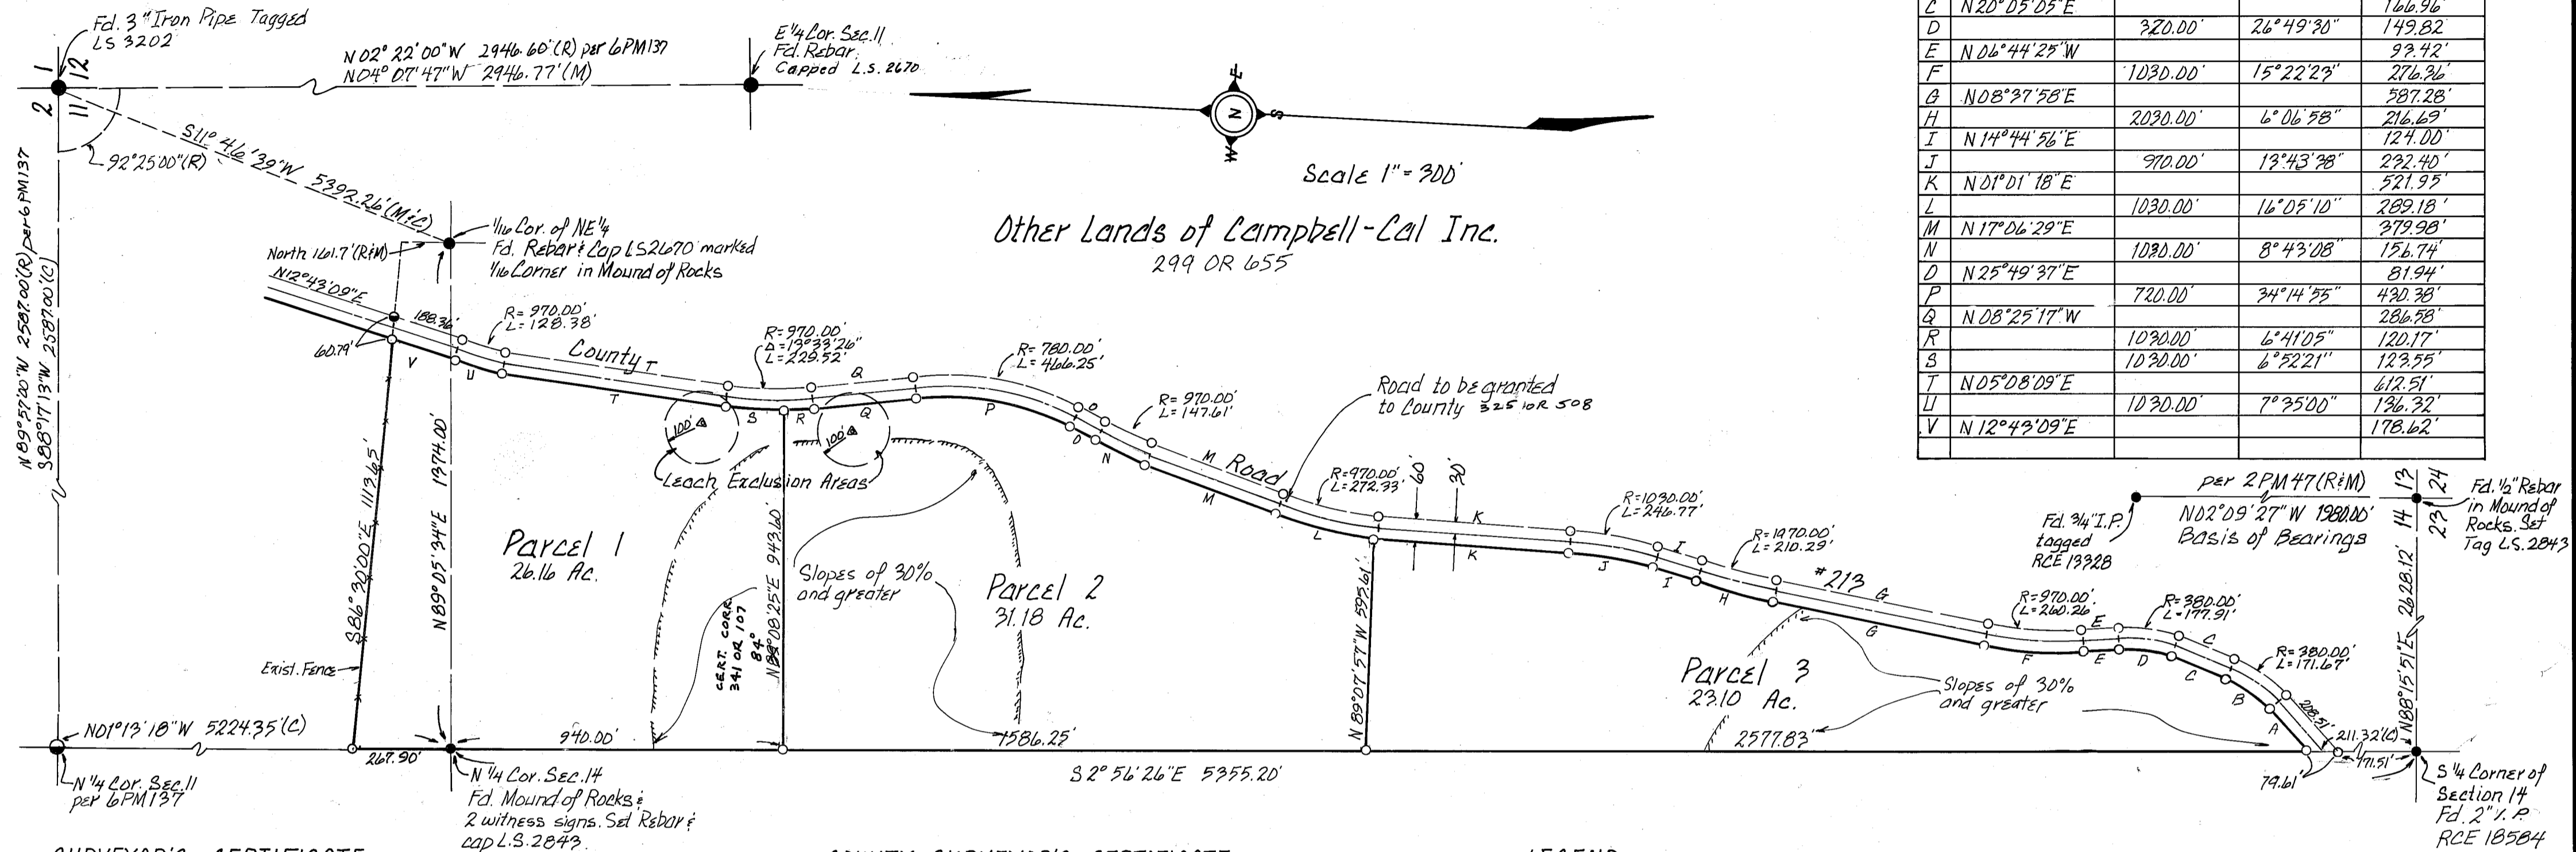 Fd. 3" Iron Pipe Tagged
LS 3202
1 12
2 11
N02°22'00"W 2946.60'(R) per 6PM137
N04°07'47"W 2946.77'(M)
E¼ Cor. Sec. 11
Fd. Rebar
Capped L.S. 2670
92°25'00"(R)
S11°46'39"W 5392.26'(M&C)
N89°57'00"W 2587.00'(R) per 6PM137
S88°17'13"W 2587.00'(C)
1/16 Cor. of NE¼
Fd. Rebar & Cap LS2670 marked
1/16 Corner in Mound of Rocks
North 161.7'(R&M)
N12°43'09"E
188.36'
60.79'
E
N
S
W
Scale 1"=300'
Other Lands of Campbell-Cal Inc.
299 OR 655
C N20°05'05"E 166.96'
D 320.00' 26°49'30" 149.82'
E N06°44'25"W 93.42'
F 1030.00' 15°22'23" 276.36'
G N08°37'58"E 587.28'
H 2030.00' 6°06'58" 216.69'
I N14°44'56"E 124.00'
J 970.00' 13°43'38" 232.40'
K N01°01'18"E 521.95'
L 1030.00' 16°05'10" 289.18'
M N17°06'29"E 379.98'
N 1030.00' 8°43'08" 156.74'
O N25°49'37"E 81.94'
P 720.00' 34°14'55" 430.38'
Q N08°25'17"W 286.58'
R 1030.00' 6°41'05" 120.17'
S 1030.00' 6°52'21" 123.55'
T N05°08'09"E 612.51'
U 1030.00' 7°35'00" 136.32'
V N12°43'09"E 178.62'
R=970.00'
L=128.38'
County
T
R=970.00'
Δ=13°33'26"
L=229.52'
Q
R=780.00'
L=466.25'
O
R=970.00'
L=147.61'
M
Road
Road to be granted
to County 325 OR 508
R=970.00'
L=272.33'
60'
30'
K
R=1030.00'
L=246.77'
I
R=1970.00'
L=210.29'
#213
G
R=970.00'
L=260.26'
E
R=380.00'
L=177.91'
C
R=380.00'
L=171.67'
208.51'
V
U
T
S
R
Q
P
O
N
M
L
K
J
I
H
G
F
E
D
C
B
A
100'
100'
Leach Exclusion Areas
S86°30'00"E 1113.65'
N89°05'34"E 1374.00'
Exist. Fence
Parcel 1
26.16 Ac.
CERT. CORR.
341 OR 107
84°
N89°08'25"E 943.60'
Slopes of 30%
and greater
Parcel 2
31.18 Ac.
N89°07'57"W 595.61'
Parcel 3
23.10 Ac.
Slopes of 30%
and greater
per 2PM47(R&M)
N02°09'27"W 1980.00'
Basis of Bearings
Fd. 3/4" I.P.
tagged
RCE 13328
13 24
14 23
Fd. ½" Rebar
in Mound of
Rocks. Set
Tag L.S. 2843
N88°15'51"E 2628.12'
N01°13'18"W 5224.35'(C)
267.90'
940.00'
1586.25'
2577.83'
211.32'(C)
171.51'
79.61'
S2°56'26"E 5355.20'
N¼ Cor. Sec. 11
per 6PM137
N¼ Cor. Sec. 14
Fd. Mound of Rocks &
2 witness signs. Set Rebar &
cap L.S. 2843
S¼ Corner of
Section 14
Fd. 2" I.P.
RCE 18584